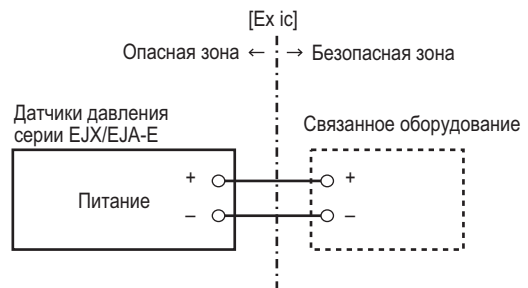 [Ex ic]
Опасная зона ← → Безопасная зона
Датчики давления
серии EJX/EJA-E
Связанное оборудование
+ +
Питание
– –